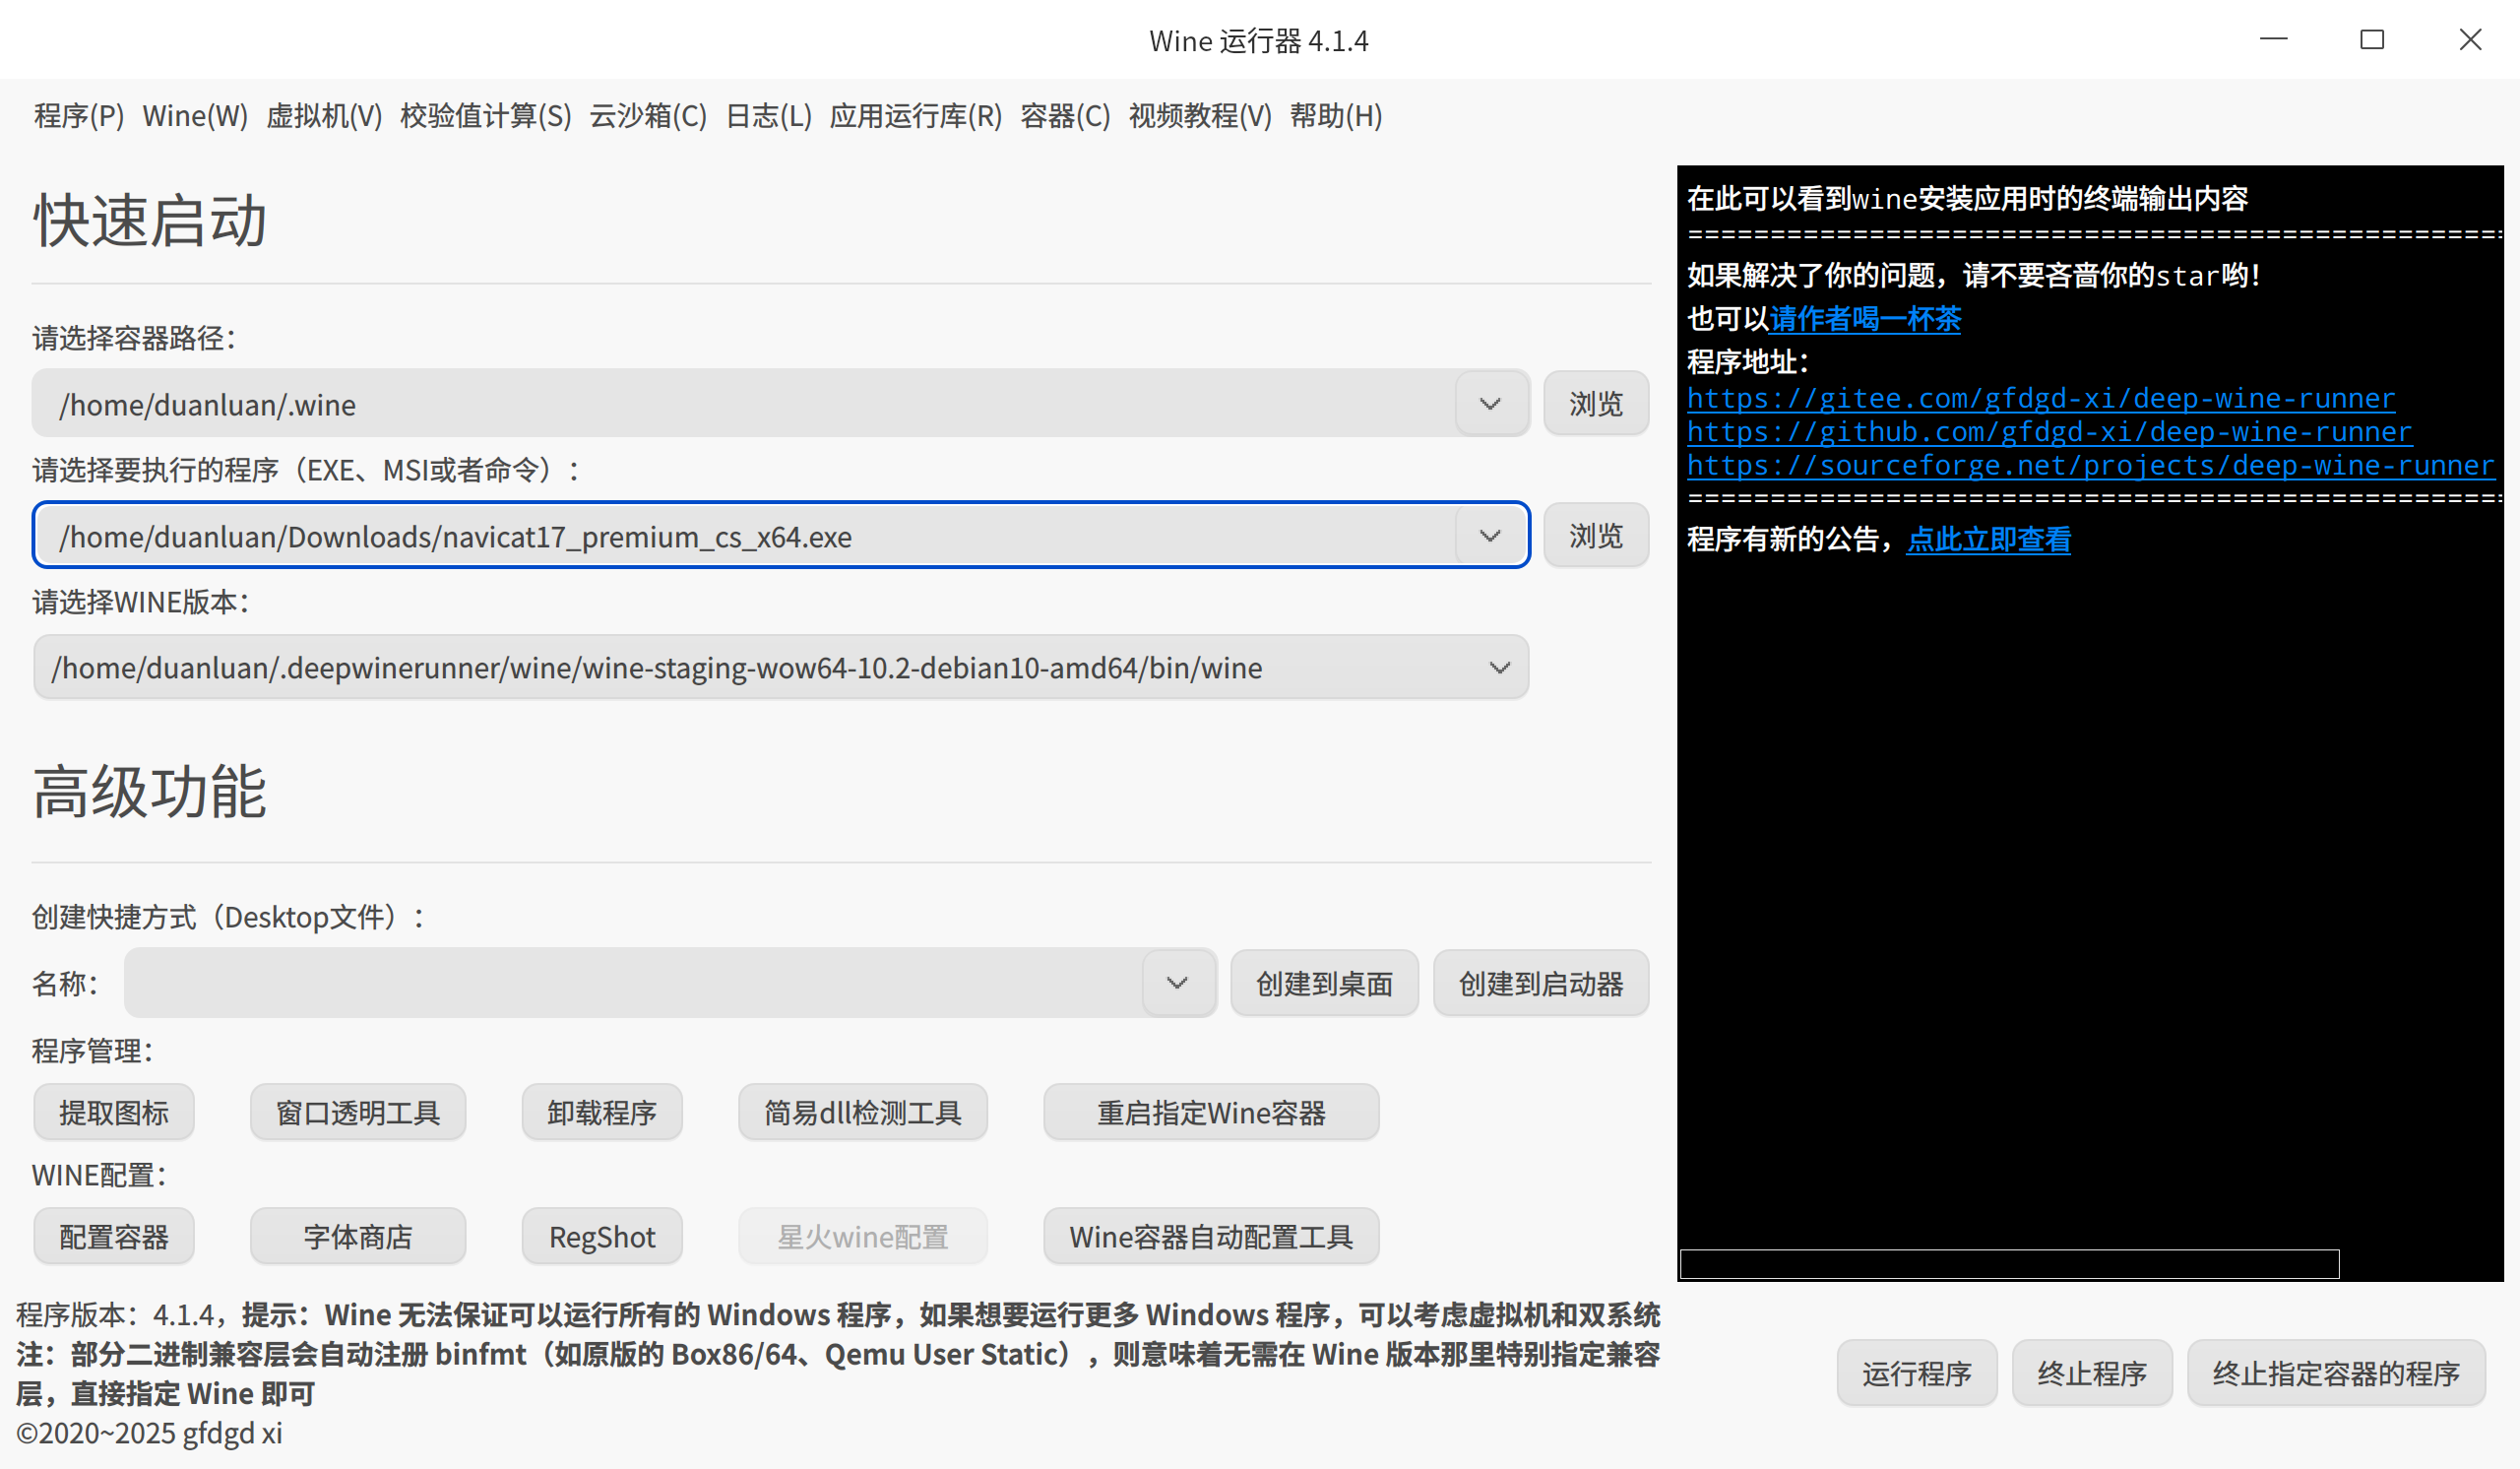 Wine 运行器 4.1.4
程序(P) Wine(W) 虚拟机(V) 校验值计算(S) 云沙箱(C) 日志(L) 应用运行库(R) 容器(C) 视频教程(V) 帮助(H)
快速启动
请选择容器路径：
/home/duanluan/.wine 浏览
请选择要执行的程序（EXE、MSI或者命令）：
/home/duanluan/Downloads/navicat17_premium_cs_x64.exe 浏览
请选择WINE版本：
/home/duanluan/.deepwinerunner/wine/wine-staging-wow64-10.2-debian10-amd64/bin/wine
高级功能
创建快捷方式（Desktop文件）：
名称： 创建到桌面 创建到启动器
程序管理：
提取图标 窗口透明工具 卸载程序 简易dll检测工具 重启指定Wine容器
WINE配置：
配置容器 字体商店 RegShot 星火wine配置 Wine容器自动配置工具
程序版本：4.1.4，提示：Wine 无法保证可以运行所有的 Windows 程序，如果想要运行更多 Windows 程序，可以考虑虚拟机和双系统
注：部分二进制兼容层会自动注册 binfmt（如原版的 Box86/64、Qemu User Static），则意味着无需在 Wine 版本那里特别指定兼容
层，直接指定 Wine 即可
©2020~2025 gfdgd xi
在此可以看到wine安装应用时的终端输出内容
==================================================
如果解决了你的问题，请不要吝啬你的star哟！
也可以请作者喝一杯茶
程序地址：
https://gitee.com/gfdgd-xi/deep-wine-runner
https://github.com/gfdgd-xi/deep-wine-runner
https://sourceforge.net/projects/deep-wine-runner
==================================================
程序有新的公告，点此立即查看
运行程序 终止程序 终止指定容器的程序